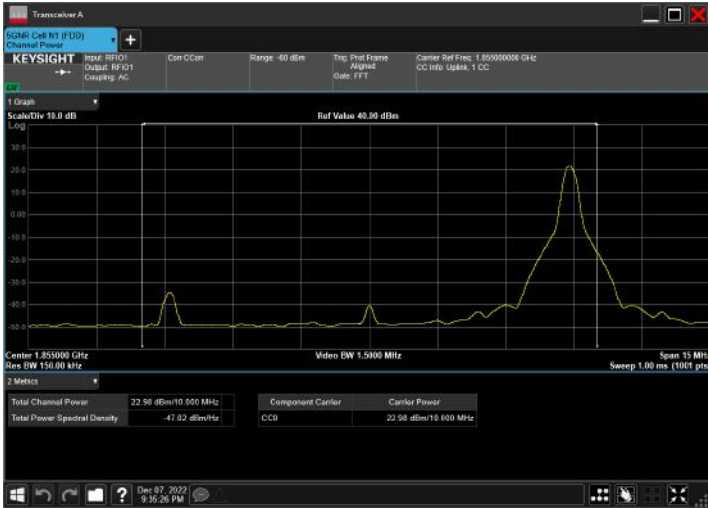 Transceiver A
5GNR Cell N1 (FDD)
Channel Power
+
KEYSIGHT
Input: RFIO1
Output: RFIO1
Coupling: AC
Corr CCorr
Range -60 dBm
Trig: Prot Frame
Aligned
Gate: FFT
Carrier Ref Freq: 1.855000000 GHz
CC Info: Uplink, 1 CC
1 Graph
Scale/Div 10.0 dB
Ref Value 40.00 dBm
Log
30.0
20.0
10.0
0.00
-10.0
-20.0
-30.0
-40.0
-50.0
Center 1.855000 GHz
Video BW 1.5000 MHz
Span 15 MHz
Res BW 150.00 kHz
Sweep 1.00 ms (1001 pts
2 Metrics
Total Channel Power 22.98 dBm/10.000 MHz
Total Power Spectral Density -47.02 dBm/Hz
Component Carrier Carrier Power
CC0 22.98 dBm/10.000 MHz
?
Dec 07, 2022
9:35:26 PM